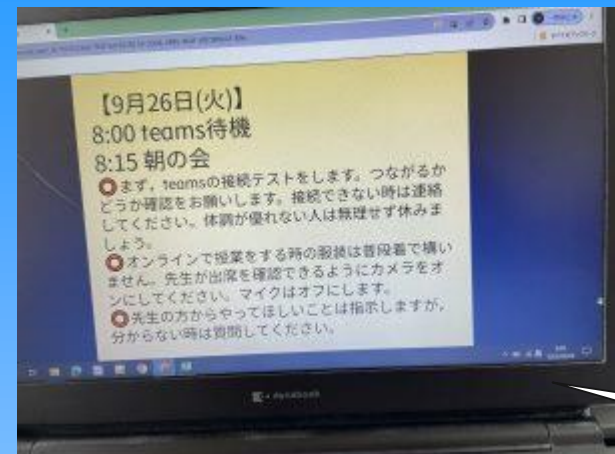 【9月26日(火)】
8:00 teams待機
8:15 朝の会
⭕まず，teamsの接続テストをします。つながるか
どうか確認をお願いします。接続できない時は連絡
してください。体調が優れない人は無理せず休みま
しょう。
⭕オンラインで授業をする時の服装は普段着で構い
ません。先生が出席を確認できるようにカメラをオ
ンにしてください。マイクはオフにします。
⭕先生の方からやってほしいことは指示しますが，
分からない時は質問してください。
dynabook